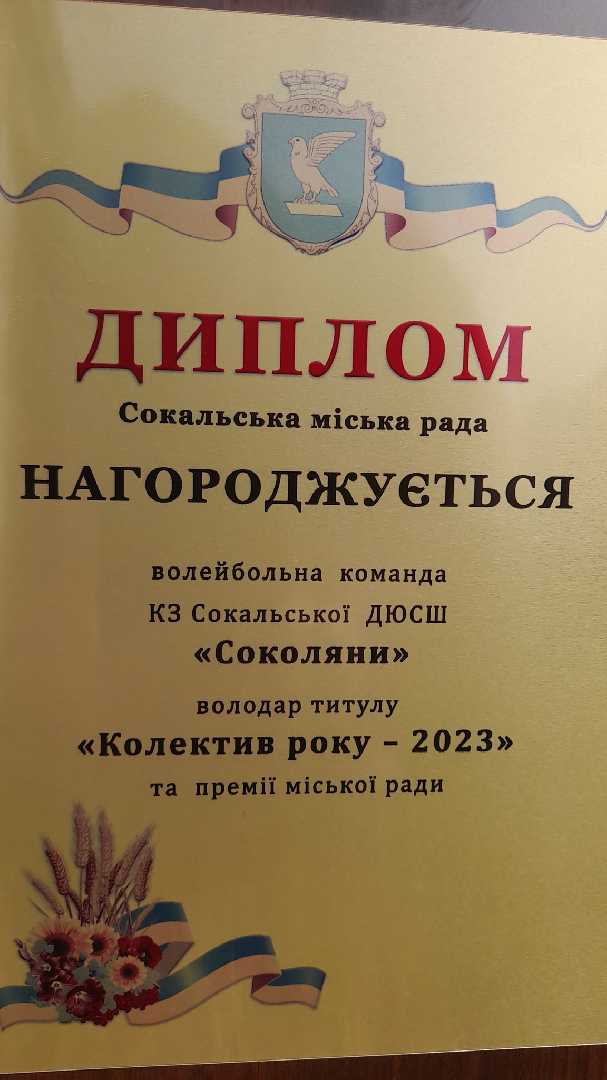 ДИПЛОМ
Сокальська міська рада
НАГОРОДЖУЄТЬСЯ
волейбольна команда
КЗ Сокальської ДЮСШ
«Соколяни»
володар титулу
«Колектив року – 2023»
та премії міської ради